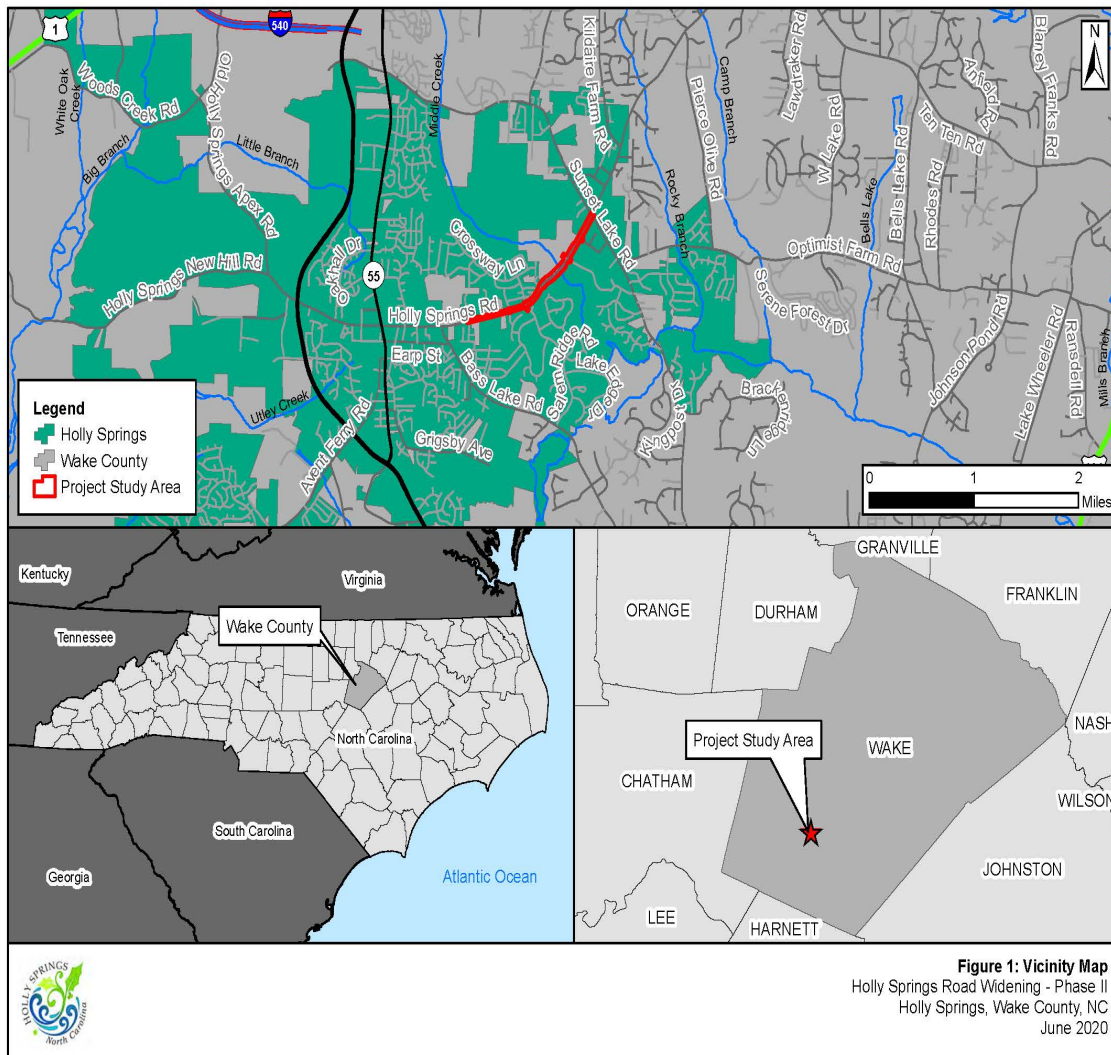 1
540
N
White Oak
Creek
Woods Creek Rd
Old Holly Springs Apex Rd
Big Branch
Little Branch
Middle Creek
Kildaire Farm Rd
Camp Branch
Pierce Olive Rd
Lawdraker Rd
W Lake Rd
Bells Lake Rd
Bells Lake
Ten Ten Rd
Rhodes Rd
Anfield Rd
Blaney Franks Rd
Sunset Lake Rd
Rocky Branch
Crossway Ln
Oakhall Dr
55
Holly Springs New Hill Rd
Holly Springs Rd
Optimist Farm Rd
Serene Forest Dr
Johnson Pond Rd
Lake Wheeler Rd
Ransdell Rd
Mills Branch
Earp St
Bass Lake Rd
Salem Ridge Rd
Lake Edge Dr
Kingpost Dr
Brackenridge Ln
Utley Creek
Avent Ferry Rd
Grigsby Ave
Legend
Holly Springs
Wake County
Project Study Area
0 1 2
Miles
Kentucky
Virginia
Tennessee
Wake County
North Carolina
South Carolina
Georgia
Atlantic Ocean
GRANVILLE
FRANKLIN
ORANGE
DURHAM
NASH
Project Study Area
WAKE
CHATHAM
WILSON
JOHNSTON
LEE
HARNETT
HOLLY SPRINGS
North Carolina
Figure 1: Vicinity Map
Holly Springs Road Widening - Phase II
Holly Springs, Wake County, NC
June 2020